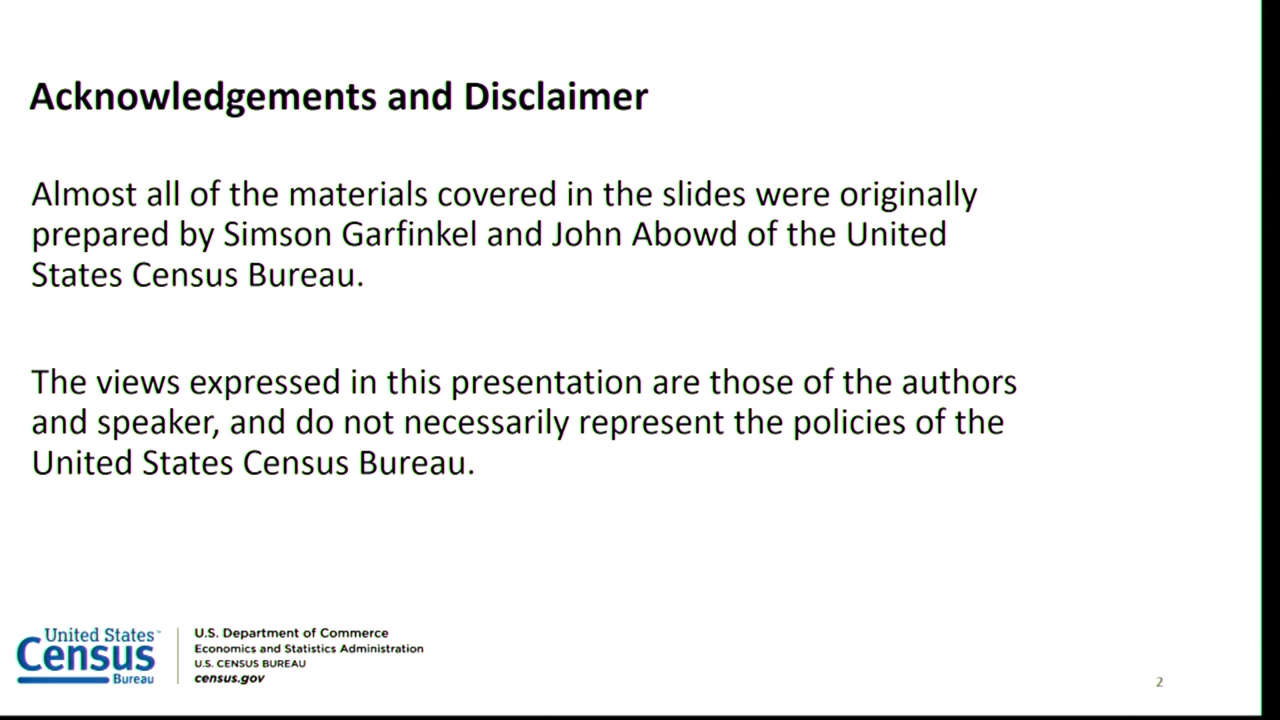 Acknowledgements and Disclaimer
Almost all of the materials covered in the slides were originally
prepared by Simson Garfinkel and John Abowd of the United
States Census Bureau.
The views expressed in this presentation are those of the authors
and speaker, and do not necessarily represent the policies of the
United States Census Bureau.
United States™
Census
Bureau
U.S. Department of Commerce
Economics and Statistics Administration
U.S. CENSUS BUREAU
census.gov
2